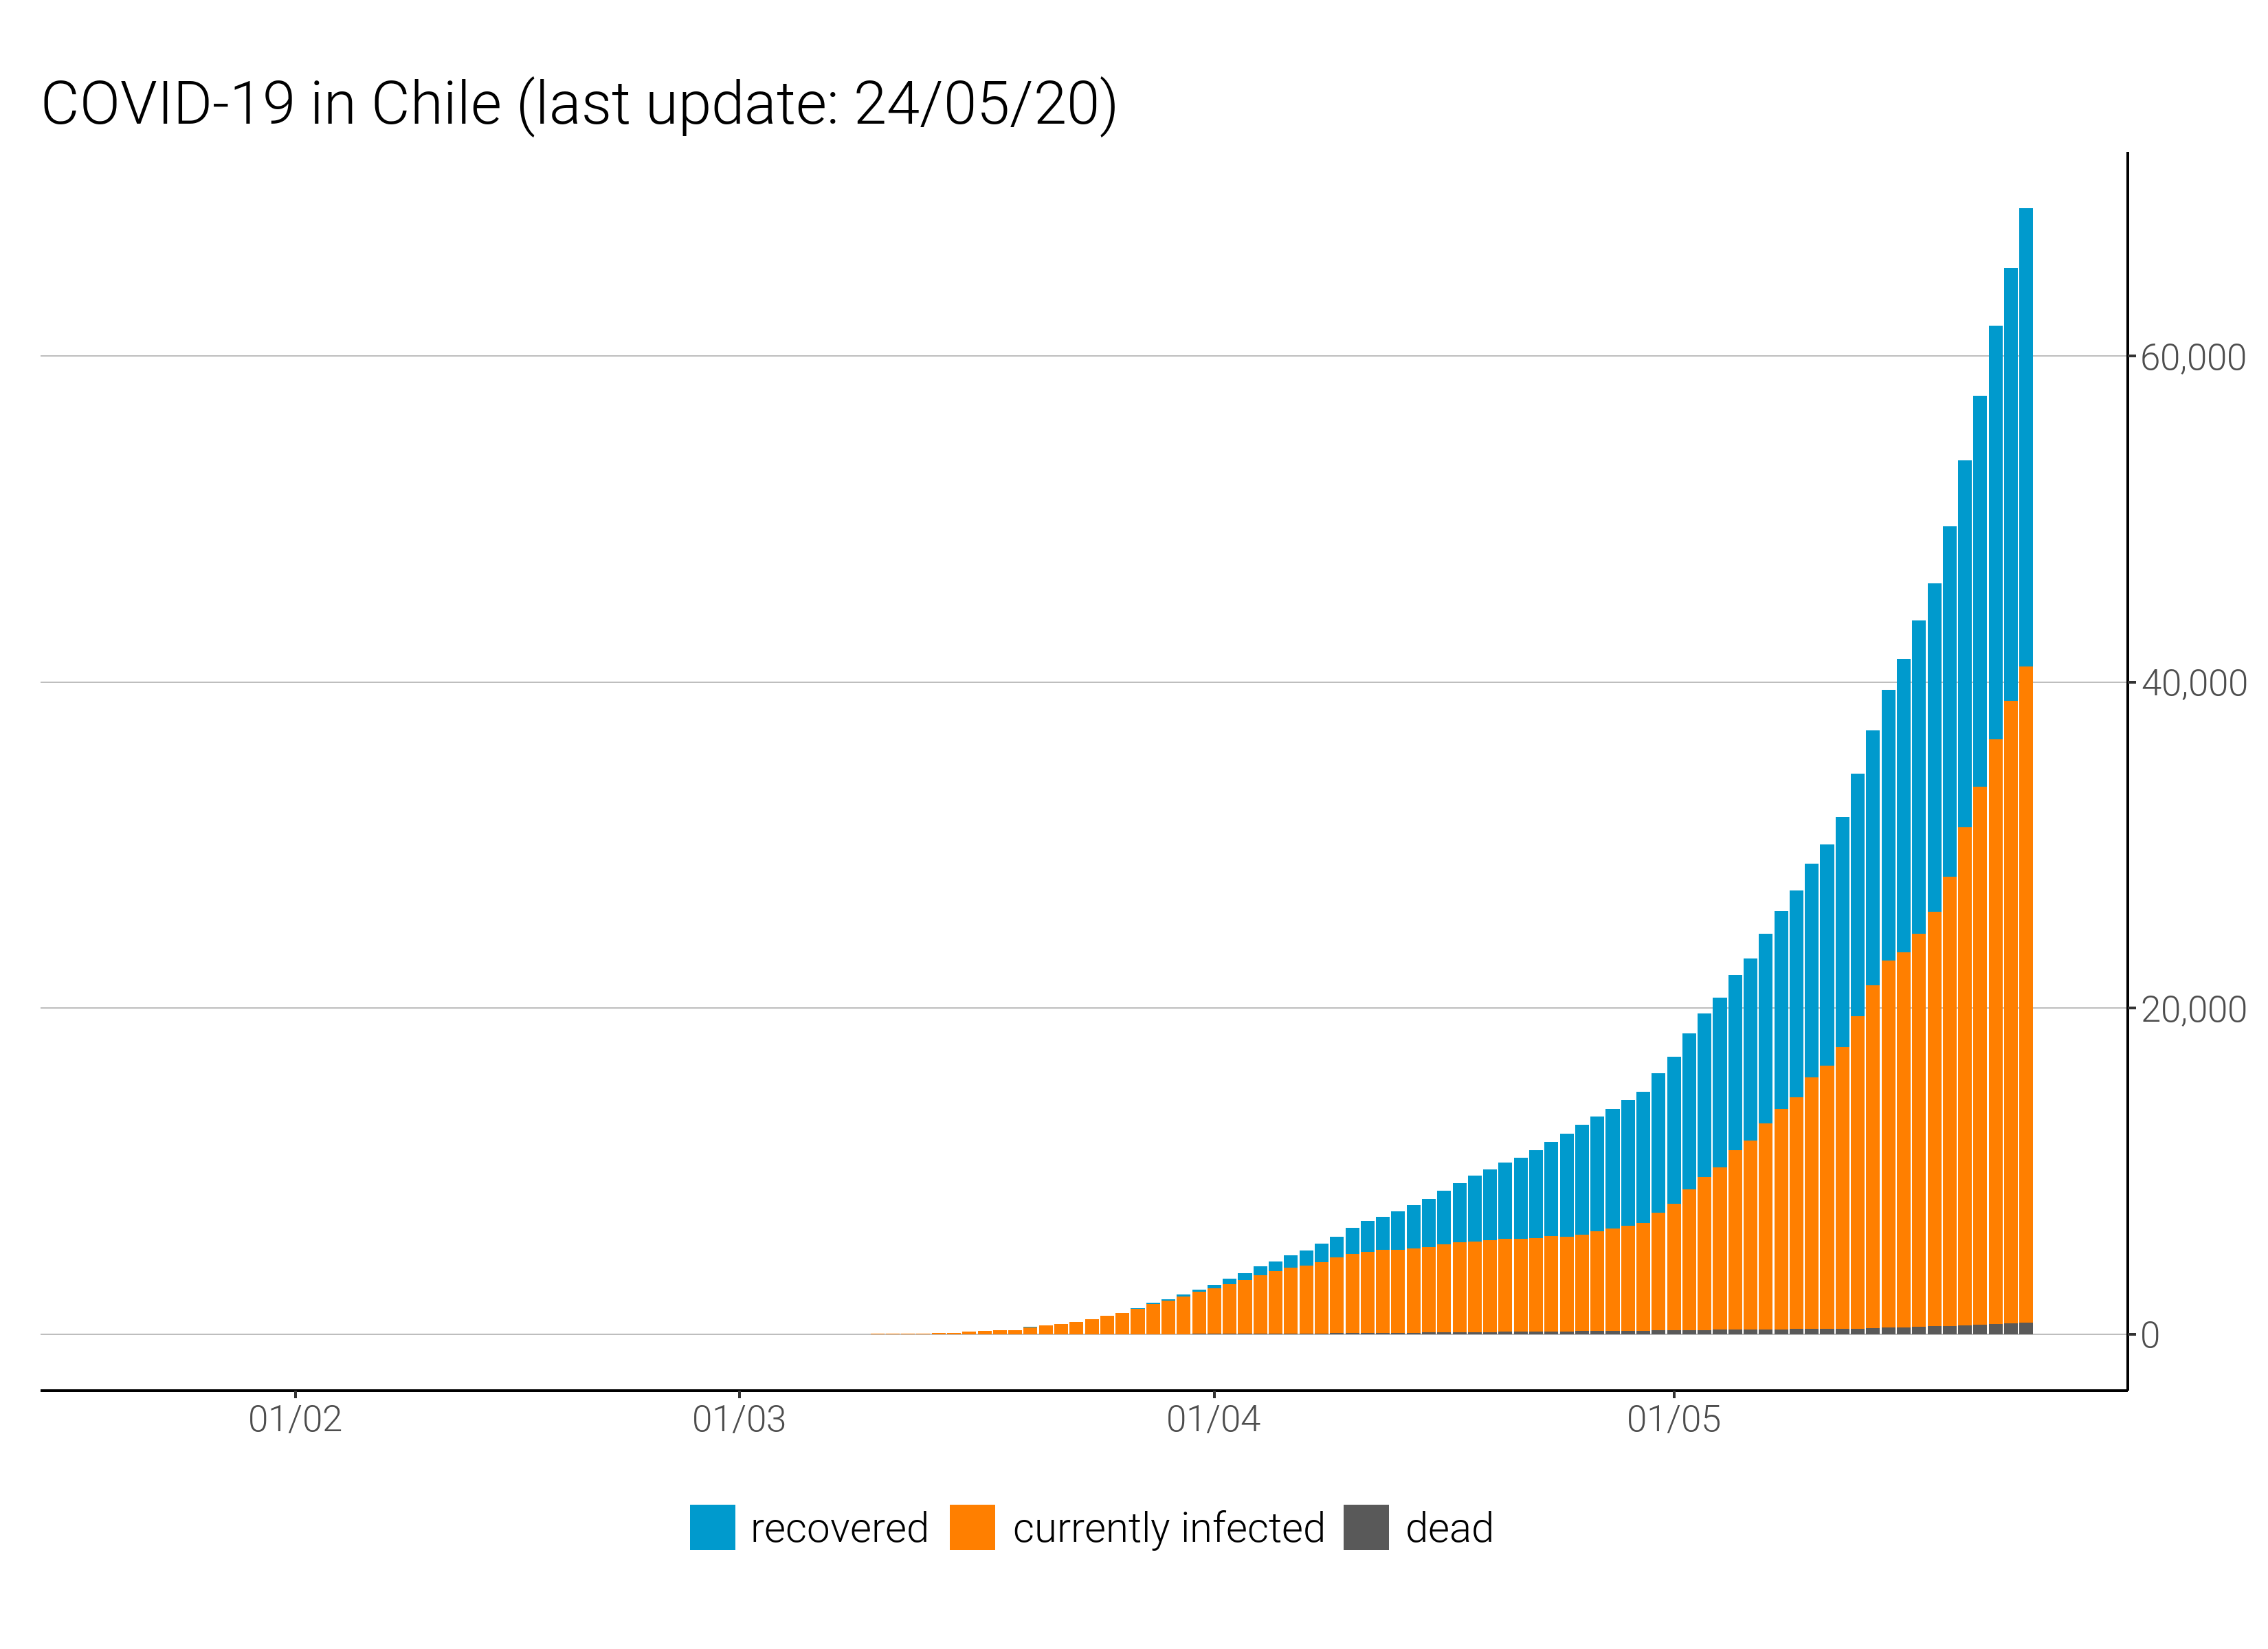 COVID-19 in Chile (last update: 24/05/20)
60,000
40,000
20,000
0
01/02 01/03 01/04 01/05
recovered currently infected dead